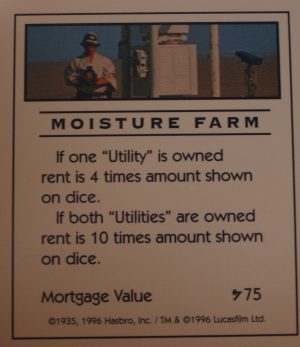 MOISTURE FARM
If one “Utility” is owned
rent is 4 times amount shown
on dice.
If both “Utilities” are owned
rent is 10 times amount shown
on dice.
Mortgage Value 75
©1935, 1996 Hasbro, Inc. / TM & ©1996 Lucasfilm Ltd.